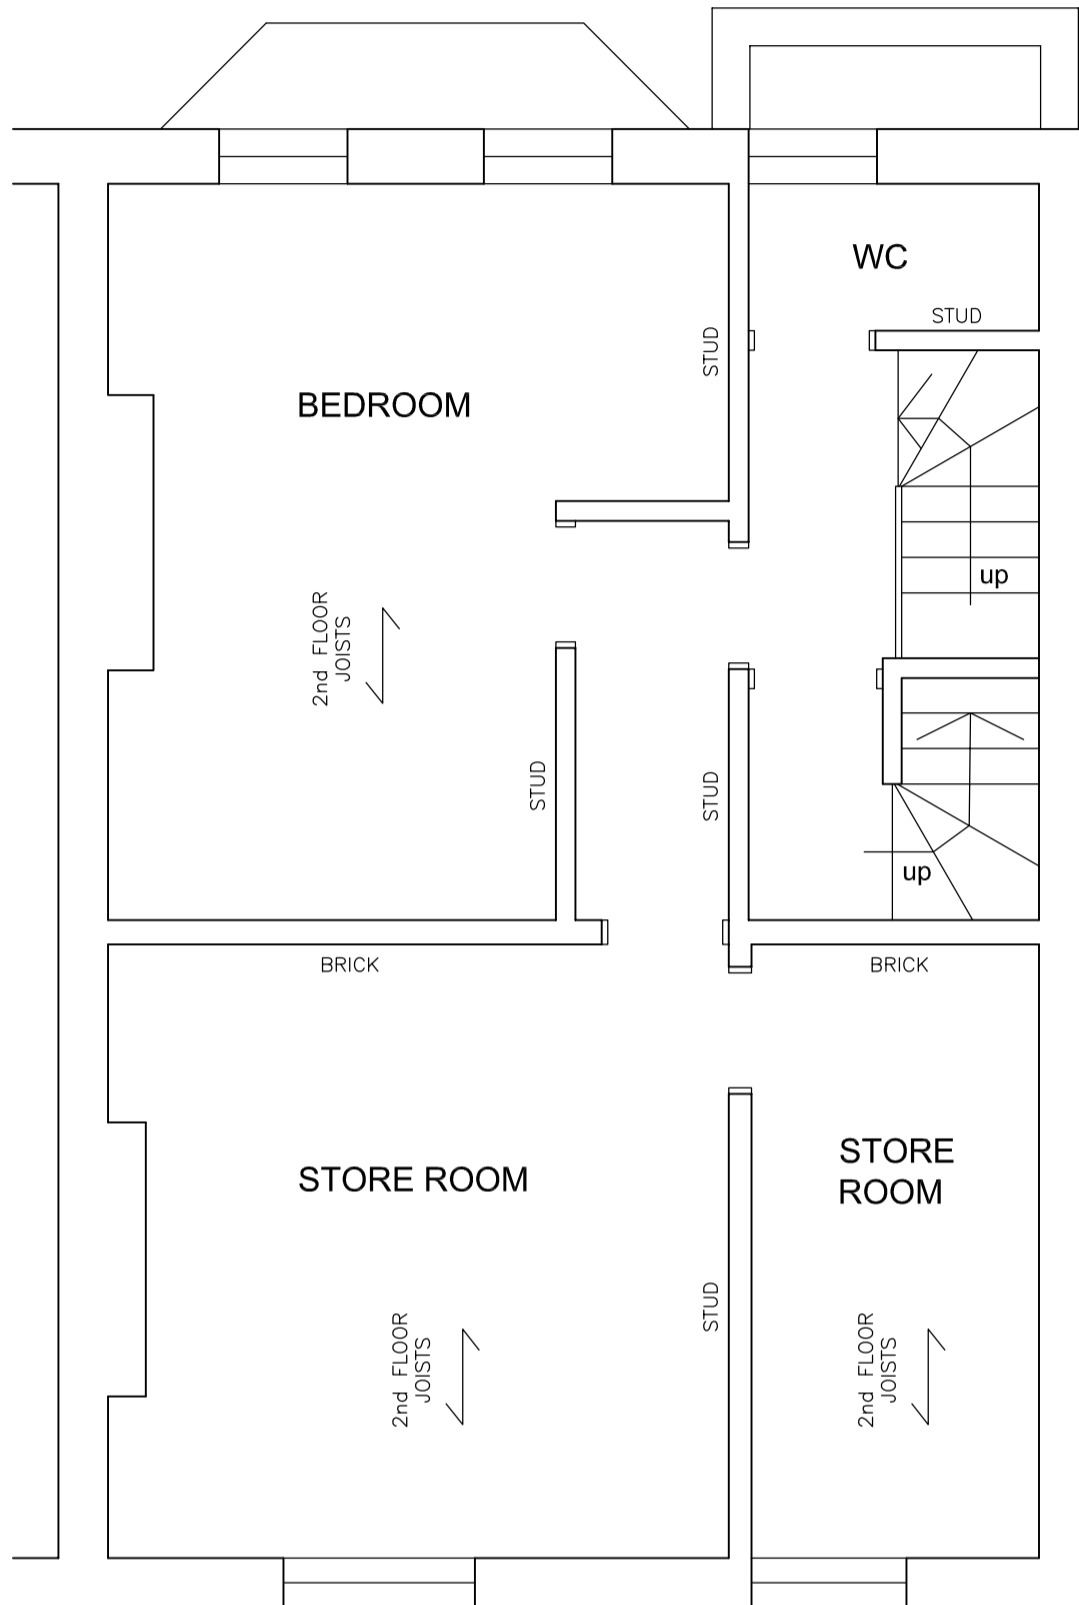 WC
STUD
STUD
BEDROOM
up
2nd FLOOR
JOISTS
STUD
STUD
up
BRICK
BRICK
STORE ROOM
STORE
ROOM
STUD
2nd FLOOR
JOISTS
2nd FLOOR
JOISTS